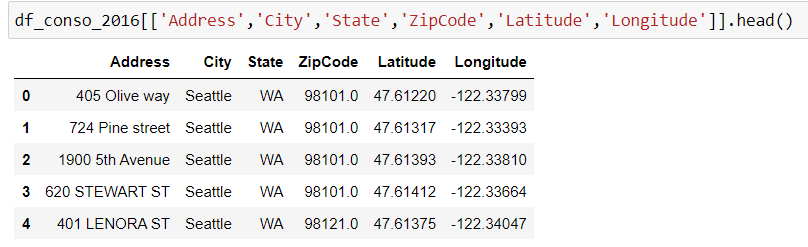 df_conso_2016[['Address','City','State','ZipCode','Latitude','Longitude']].head()
Address City State ZipCode Latitude Longitude
0 405 Olive way Seattle WA 98101.0 47.61220 -122.33799
1 724 Pine street Seattle WA 98101.0 47.61317 -122.33393
2 1900 5th Avenue Seattle WA 98101.0 47.61393 -122.33810
3 620 STEWART ST Seattle WA 98101.0 47.61412 -122.33664
4 401 LENORA ST Seattle WA 98121.0 47.61375 -122.34047